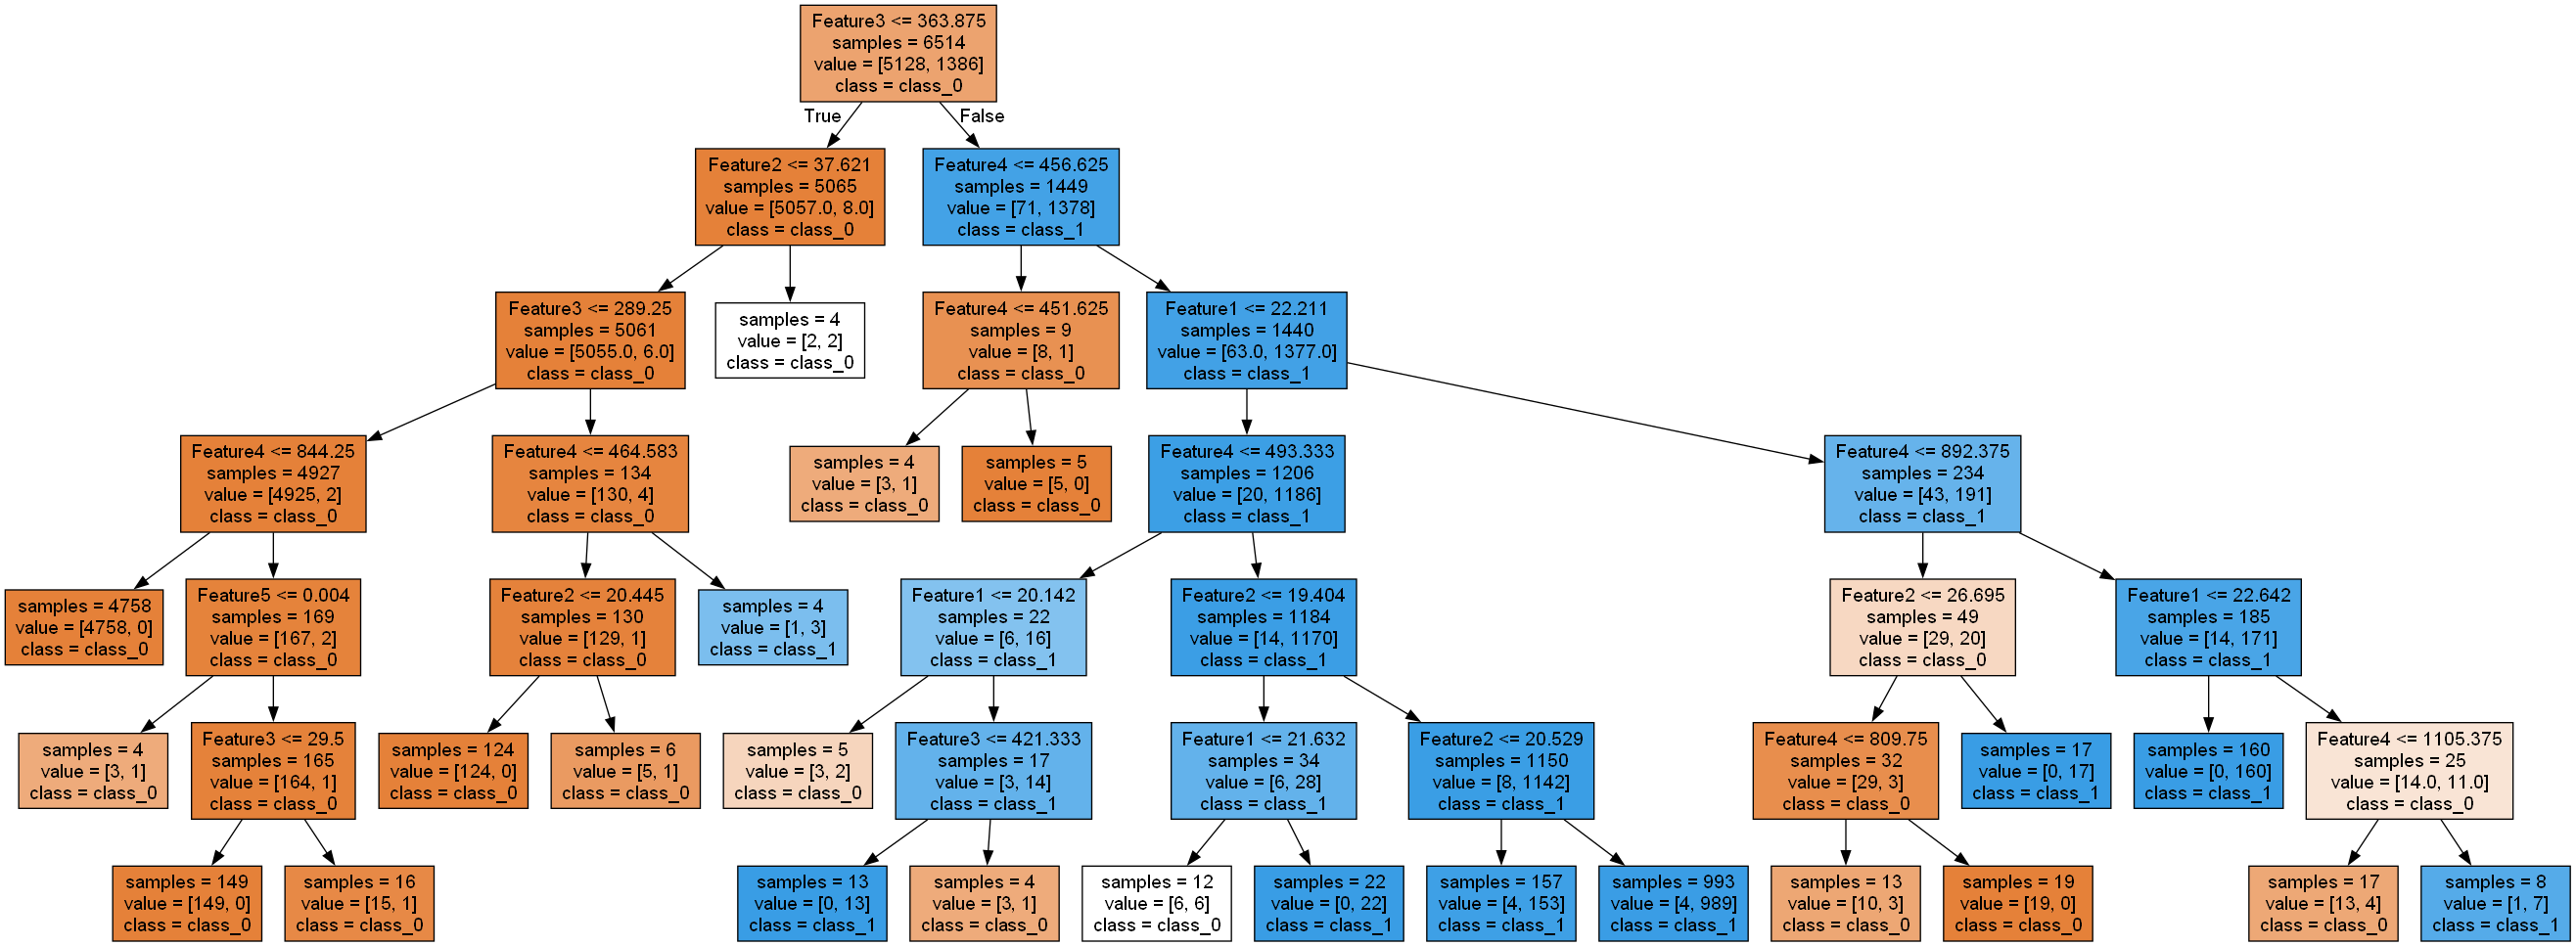 Feature3 <= 363.875
samples = 6514
value = [5128, 1386]
class = class_0
True
False
Feature2 <= 37.621
samples = 5065
value = [5057.0, 8.0]
class = class_0
Feature4 <= 456.625
samples = 1449
value = [71, 1378]
class = class_1
Feature3 <= 289.25
samples = 5061
value = [5055.0, 6.0]
class = class_0
samples = 4
value = [2, 2]
class = class_0
Feature4 <= 451.625
samples = 9
value = [8, 1]
class = class_0
Feature1 <= 22.211
samples = 1440
value = [63.0, 1377.0]
class = class_1
Feature4 <= 844.25
samples = 4927
value = [4925, 2]
class = class_0
Feature4 <= 464.583
samples = 134
value = [130, 4]
class = class_0
samples = 4
value = [3, 1]
class = class_0
samples = 5
value = [5, 0]
class = class_0
Feature4 <= 493.333
samples = 1206
value = [20, 1186]
class = class_1
Feature4 <= 892.375
samples = 234
value = [43, 191]
class = class_1
samples = 4758
value = [4758, 0]
class = class_0
Feature5 <= 0.004
samples = 169
value = [167, 2]
class = class_0
Feature2 <= 20.445
samples = 130
value = [129, 1]
class = class_0
samples = 4
value = [1, 3]
class = class_1
Feature1 <= 20.142
samples = 22
value = [6, 16]
class = class_1
Feature2 <= 19.404
samples = 1184
value = [14, 1170]
class = class_1
Feature2 <= 26.695
samples = 49
value = [29, 20]
class = class_0
Feature1 <= 22.642
samples = 185
value = [14, 171]
class = class_1
samples = 4
value = [3, 1]
class = class_0
Feature3 <= 29.5
samples = 165
value = [164, 1]
class = class_0
samples = 124
value = [124, 0]
class = class_0
samples = 6
value = [5, 1]
class = class_0
samples = 5
value = [3, 2]
class = class_0
Feature3 <= 421.333
samples = 17
value = [3, 14]
class = class_1
Feature1 <= 21.632
samples = 34
value = [6, 28]
class = class_1
Feature2 <= 20.529
samples = 1150
value = [8, 1142]
class = class_1
Feature4 <= 809.75
samples = 32
value = [29, 3]
class = class_0
samples = 17
value = [0, 17]
class = class_1
samples = 160
value = [0, 160]
class = class_1
Feature4 <= 1105.375
samples = 25
value = [14.0, 11.0]
class = class_0
samples = 149
value = [149, 0]
class = class_0
samples = 16
value = [15, 1]
class = class_0
samples = 13
value = [0, 13]
class = class_1
samples = 4
value = [3, 1]
class = class_0
samples = 12
value = [6, 6]
class = class_0
samples = 22
value = [0, 22]
class = class_1
samples = 157
value = [4, 153]
class = class_1
samples = 993
value = [4, 989]
class = class_1
samples = 13
value = [10, 3]
class = class_0
samples = 19
value = [19, 0]
class = class_0
samples = 17
value = [13, 4]
class = class_0
samples = 8
value = [1, 7]
class = class_1